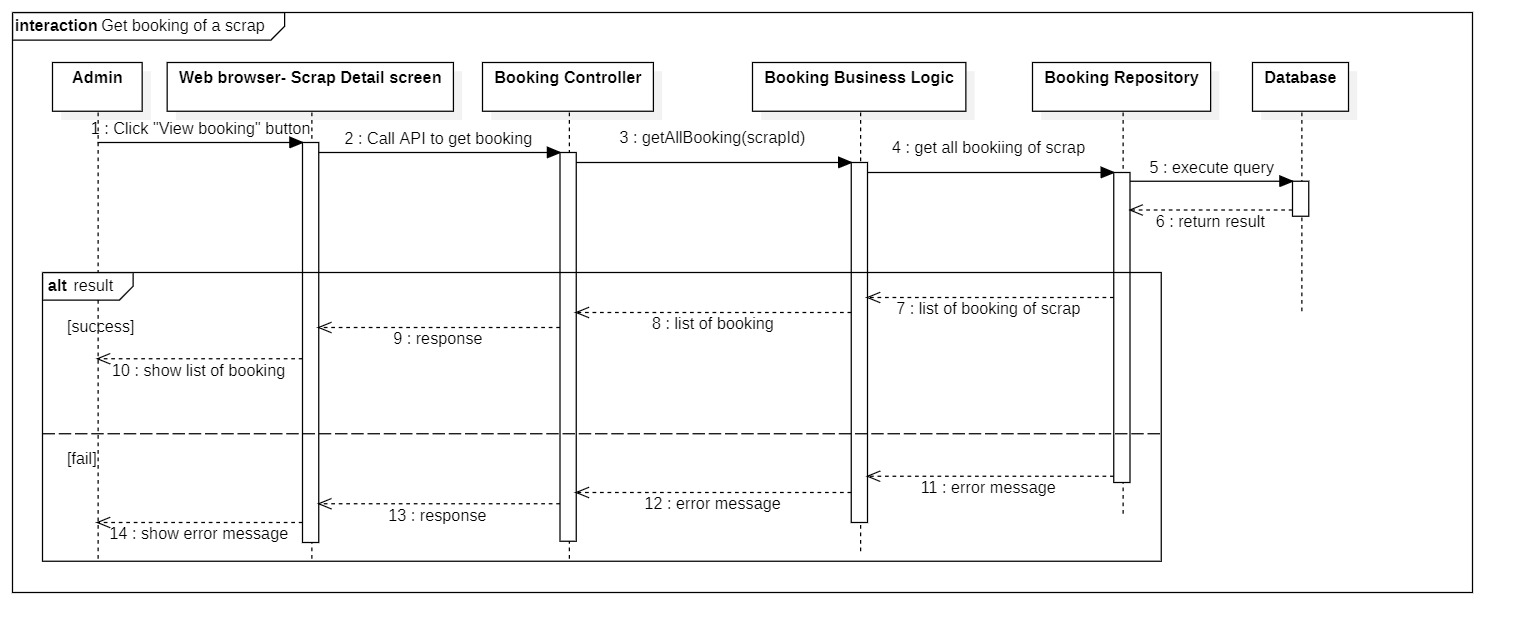 interaction Get booking of a scrap
Admin
Web browser- Scrap Detail screen
Booking Controller
Booking Business Logic
Booking Repository
Database
1 : Click "View booking" button
2 : Call API to get booking
3 : getAllBooking(scrapId)
4 : get all bookiing of scrap
5 : execute query
6 : return result
alt result
[success]
7 : list of booking of scrap
8 : list of booking
9 : response
10 : show list of booking
[fail]
11 : error message
12 : error message
13 : response
14 : show error message